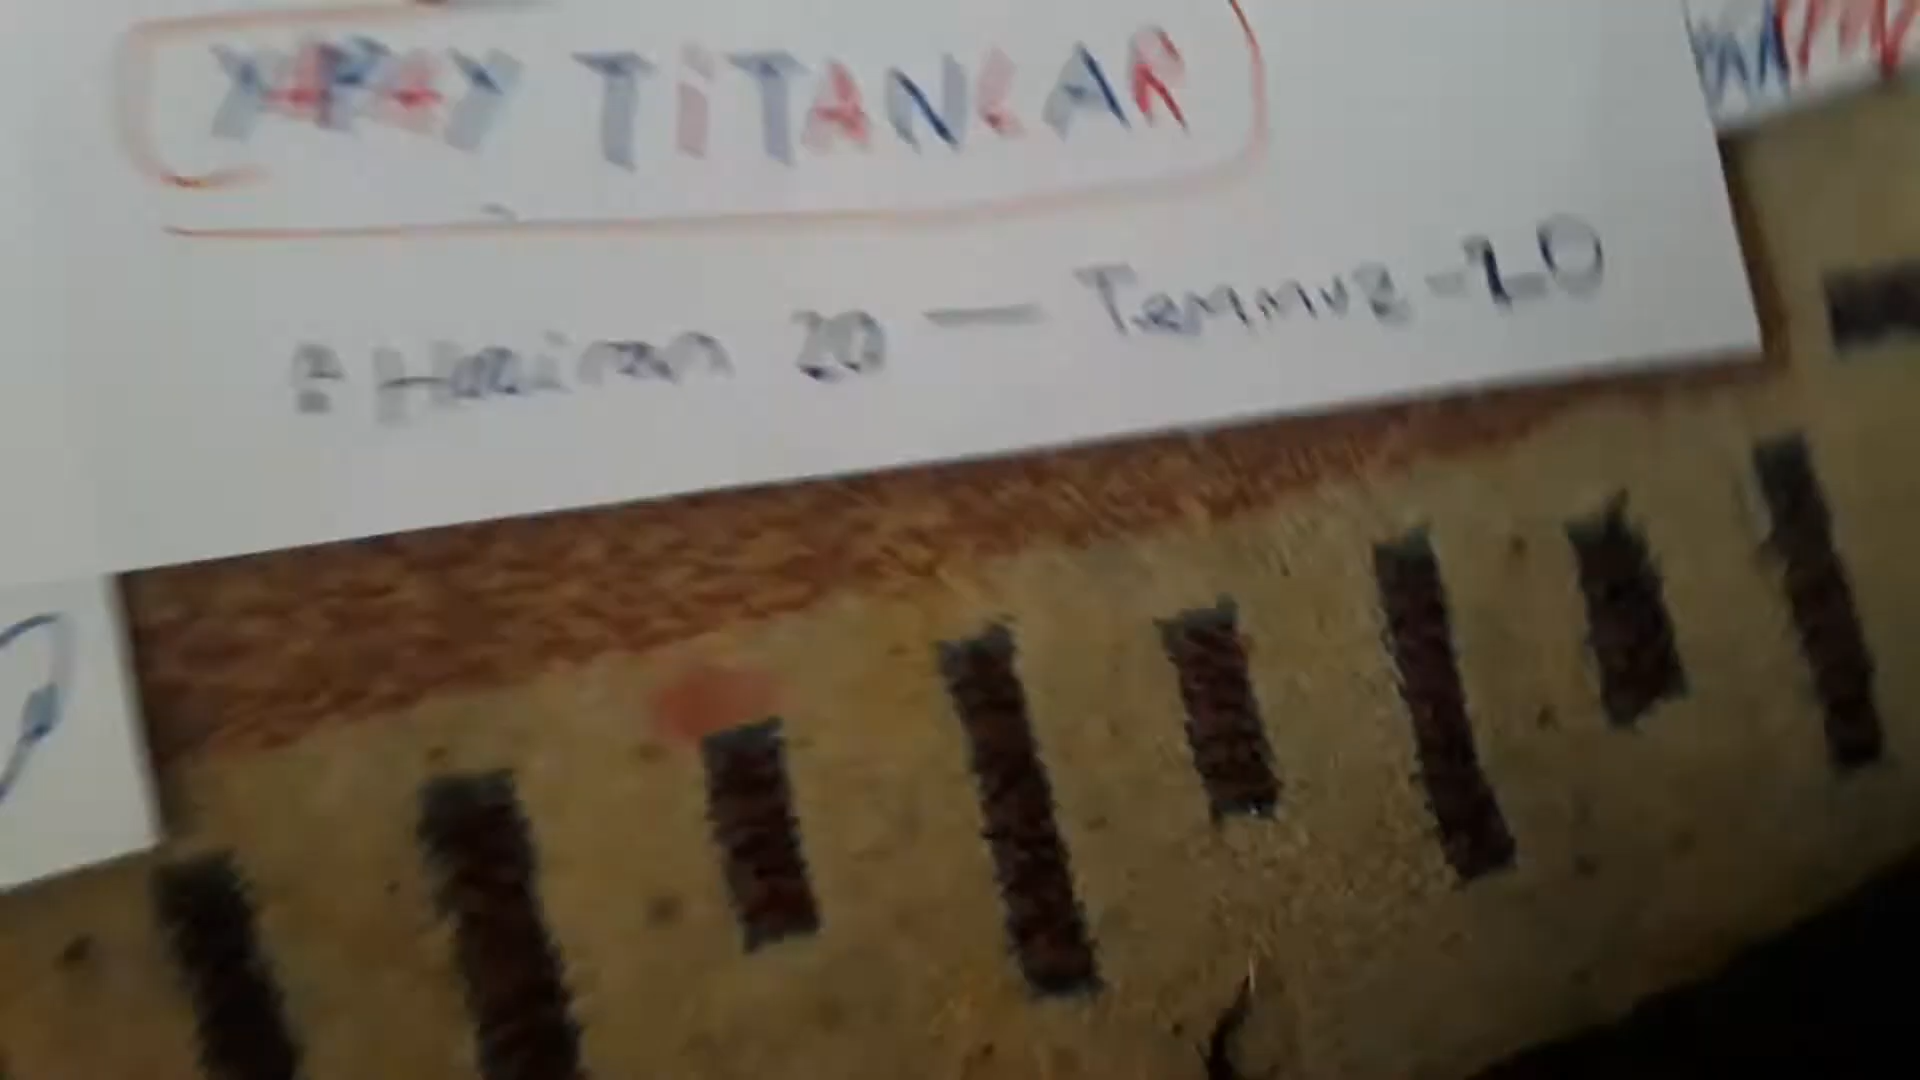 TİTANLAR
: Haziran 20 — Temmuz - 20